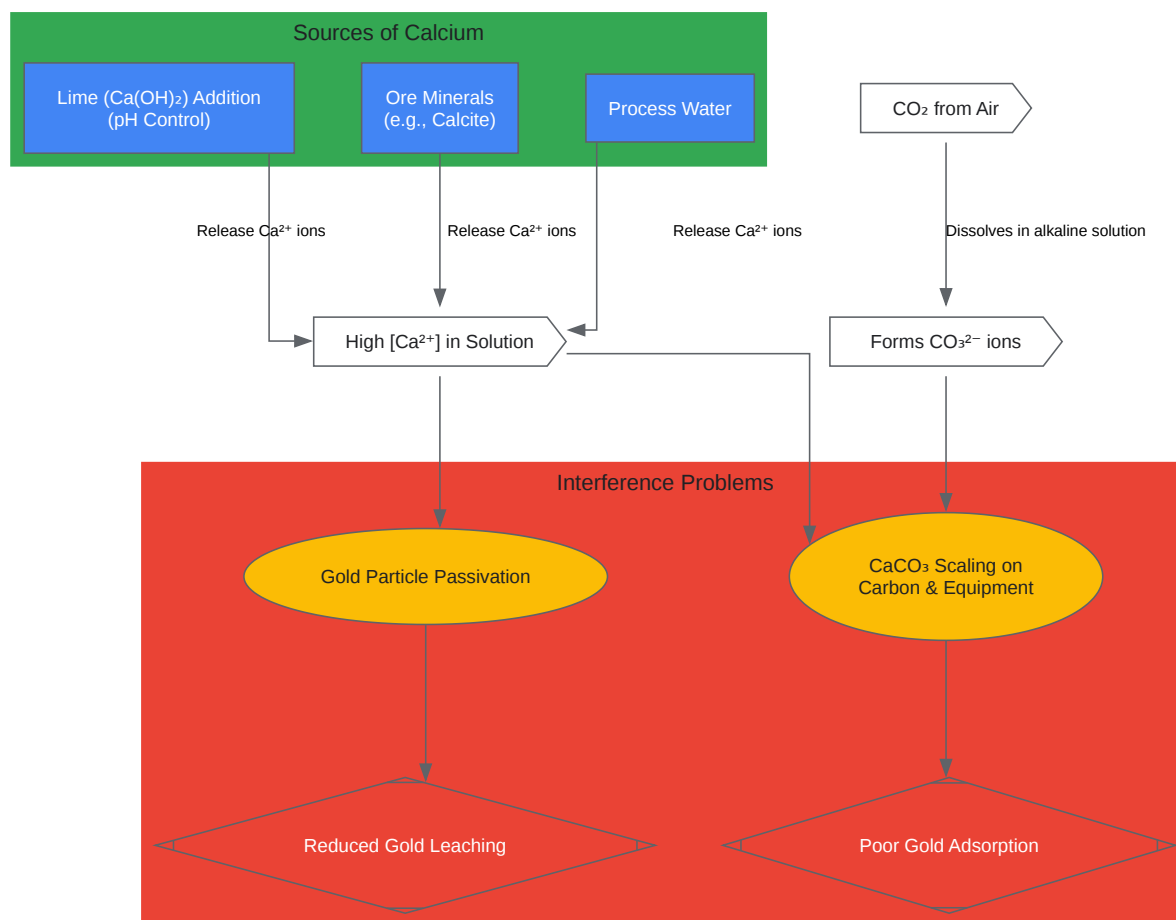 Sources of Calcium
Lime (Ca(OH)₂) Addition
(pH Control)
Ore Minerals
(e.g., Calcite)
Process Water
CO₂ from Air
Release Ca²⁺ ions
Release Ca²⁺ ions
Release Ca²⁺ ions
Dissolves in alkaline solution
High [Ca²⁺] in Solution
Forms CO₃²⁻ ions
Interference Problems
Gold Particle Passivation
CaCO₃ Scaling on
Carbon & Equipment
Reduced Gold Leaching
Poor Gold Adsorption